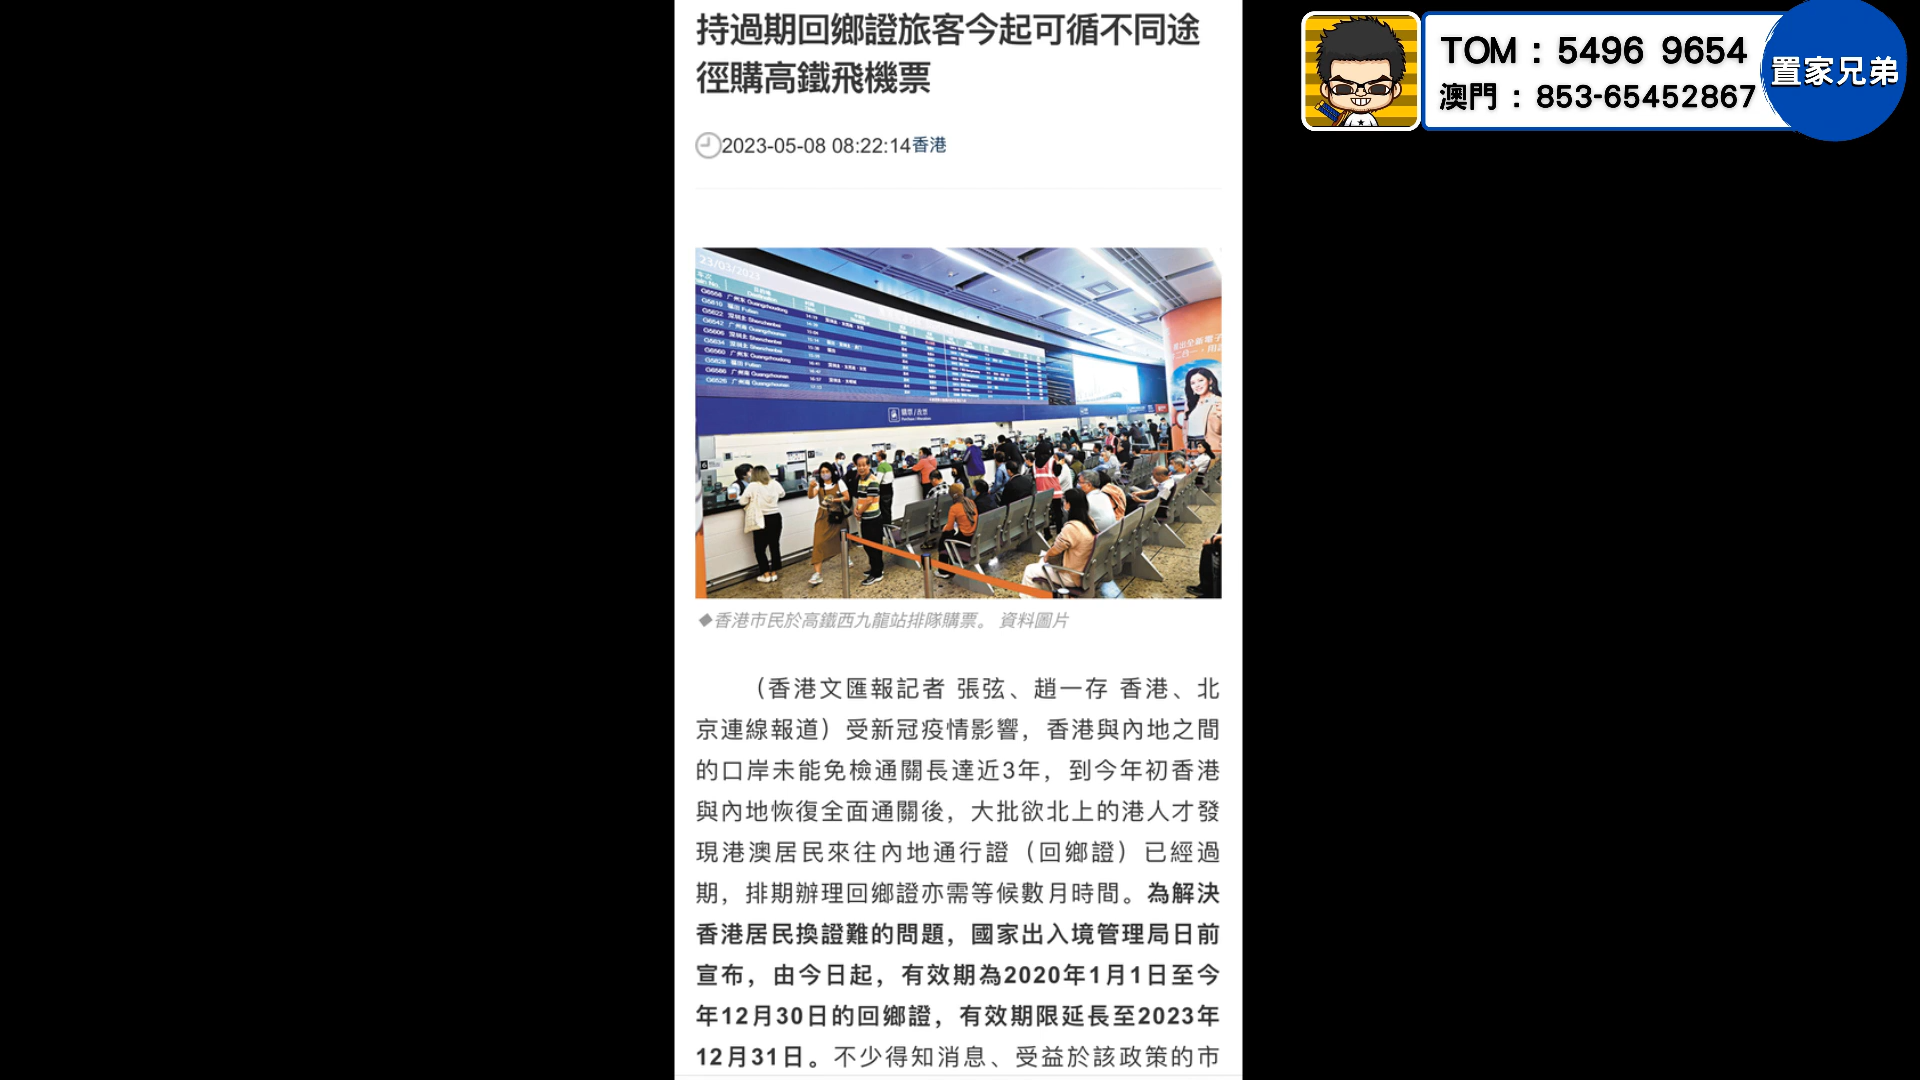 持過期回鄉證旅客今起可循不同途
徑購高鐵飛機票
2023-05-08 08:22:14香港
TOM : 5496 9654
澳門 : 853-65452867
置家兄弟
23/03/2023
購票/改票
◆香港市民於高鐵西九龍站排隊購票。 資料圖片
（香港文匯報記者 張弦、趙一存 香港、北
京連線報道）受新冠疫情影響，香港與內地之間
的口岸未能免檢通關長達近3年，到今年初香港
與內地恢復全面通關後，大批欲北上的港人才發
現港澳居民來往內地通行證（回鄉證）已經過
期，排期辦理回鄉證亦需等候數月時間。為解決
香港居民換證難的問題，國家出入境管理局日前
宣布，由今日起，有效期為2020年1月1日至今
年12月30日的回鄉證，有效期限延長至2023年
12月31日。不少得知消息、受益於該政策的市